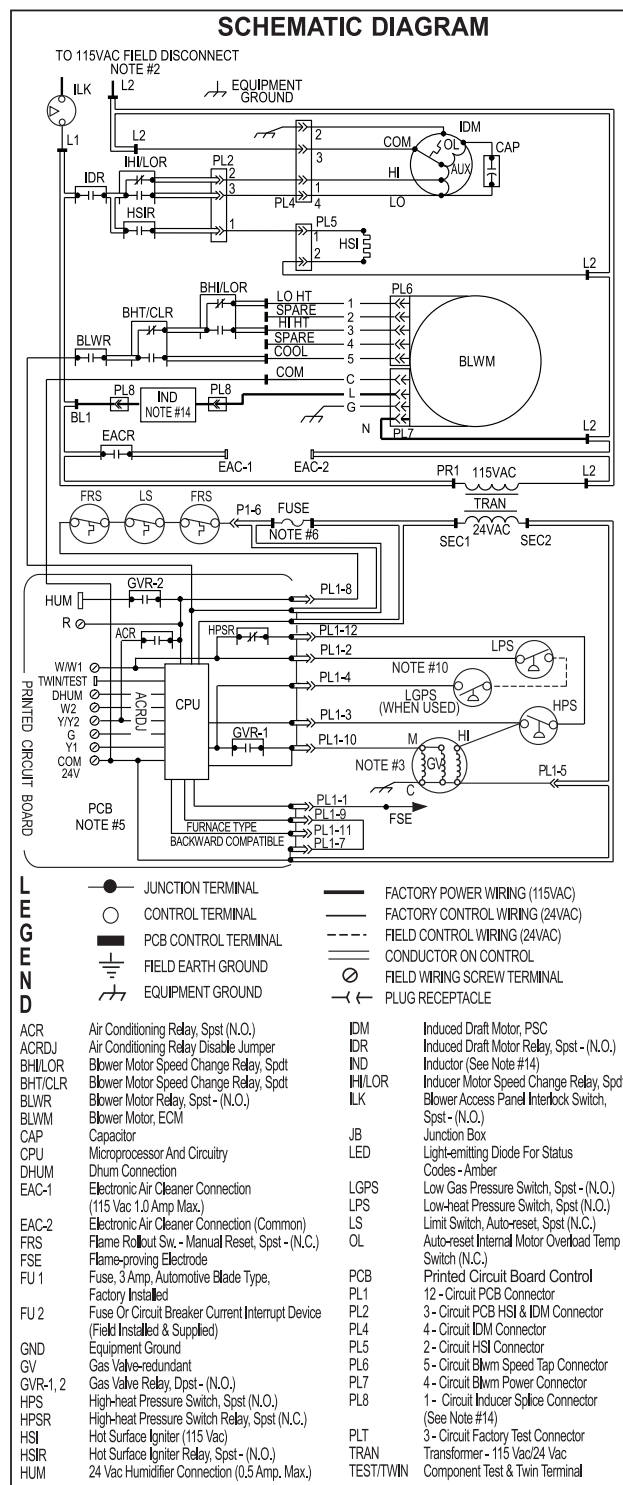 SCHEMATIC DIAGRAM
TO 115VAC FIELD DISCONNECT
NOTE #2
ILK
L2
EQUIPMENT
GROUND
L1
L2
2
IDM
COM
OL
CAP
3
AUX
IHI/LOR
PL2
IDR
2
HI
3
1
LO
PL4
4
HSIR
1
PL5
1
HSI
2
L2
BHI/LOR
PL6
LO HT
1
BHT/CLR
SPARE
2
HI HT
3
BLWR
SPARE
4
BLWM
COOL
5
COM
C
PL8
IND
NOTE #14
PL8
L
BL1
G
N
PL7
L2
EACR
EAC-1
EAC-2
PR1
115VAC
L2
TRAN
FRS
LS
FRS
P1-6
FUSE
NOTE #6
24VAC
SEC1
SEC2
GVR-2
HUM
PL1-8
R
ACR
HPSR
PL1-12
W/W1
PL1-2
NOTE #10
LPS
TWIN/TEST
DHUM
CPU
PL1-4
LGPS
(WHEN USED)
W2
ACRDJ
Y/Y2
PL1-3
HPS
G
GVR-1
Y1
PL1-10
M
HI
COM
24V
NOTE #3
GV
C
PL1-5
PRINTED CIRCUIT BOARD
PCB
NOTE #5
PL1-1
FSE
PL1-9
FURNACE TYPE
PL1-11
BACKWARD COMPATIBLE
PL1-7
LEGEND
JUNCTION TERMINAL
CONTROL TERMINAL
PCB CONTROL TERMINAL
FIELD EARTH GROUND
EQUIPMENT GROUND
FACTORY POWER WIRING (115VAC)
FACTORY CONTROL WIRING (24VAC)
FIELD CONTROL WIRING (24VAC)
CONDUCTOR ON CONTROL
FIELD WIRING SCREW TERMINAL
PLUG RECEPTACLE
ACR Air Conditioning Relay, Spst (N.O.)
ACRDJ Air Conditioning Relay Disable Jumper
BHI/LOR Blower Motor Speed Change Relay, Spdt
BHT/CLR Blower Motor Speed Change Relay, Spdt
BLWR Blower Motor Relay, Spst - (N.O.)
BLWM Blower Motor, ECM
CAP Capacitor
CPU Microprocessor And Circuitry
DHUM Dhum Connection
EAC-1 Electronic Air Cleaner Connection
(115 Vac 1.0 Amp Max.)
EAC-2 Electronic Air Cleaner Connection (Common)
FRS Flame Rollout Sw. - Manual Reset, Spst - (N.C.)
FSE Flame-proving Electrode
FU 1 Fuse, 3 Amp, Automotive Blade Type,
Factory Installed
FU 2 Fuse Or Circuit Breaker Current Interrupt Device
(Field Installed & Supplied)
GND Equipment Ground
GV Gas Valve-redundant
GVR-1, 2 Gas Valve Relay, Dpst - (N.O.)
HPS High-heat Pressure Switch, Spst (N.O.)
HPSR High-heat Pressure Switch Relay, Spst (N.C.)
HSI Hot Surface Igniter (115 Vac)
HSIR Hot Surface Igniter Relay, Spst - (N.O.)
HUM 24 Vac Humidifier Connection (0.5 Amp. Max.)
IDM Induced Draft Motor, PSC
IDR Induced Draft Motor Relay, Spst - (N.O.)
IND Inductor (See Note #14)
IHI/LOR Inducer Motor Speed Change Relay, Spd
ILK Blower Access Panel Interlock Switch,
Spst - (N.O.)
JB Junction Box
LED Light-emitting Diode For Status
Codes - Amber
LGPS Low Gas Pressure Switch, Spst - (N.O.)
LPS Low-heat Pressure Switch, Spst (N.O.)
LS Limit Switch, Auto-reset, Spst (N.C.)
OL Auto-reset Internal Motor Overload Temp
Switch (N.C.)
PCB Printed Circuit Board Control
PL1 12 - Circuit PCB Connector
PL2 3 - Circuit PCB HSI & IDM Connector
PL4 4 - Circuit IDM Connector
PL5 2 - Circuit HSI Connector
PL6 5 - Circuit Blwm Speed Tap Connector
PL7 4 - Circuit Blwm Power Connector
PL8 1 - Circuit Inducer Splice Connector
(See Note #14)
PLT 3 - Circuit Factory Test Connector
TRAN Transformer - 115 Vac/24 Vac
TEST/TWIN Component Test & Twin Terminal